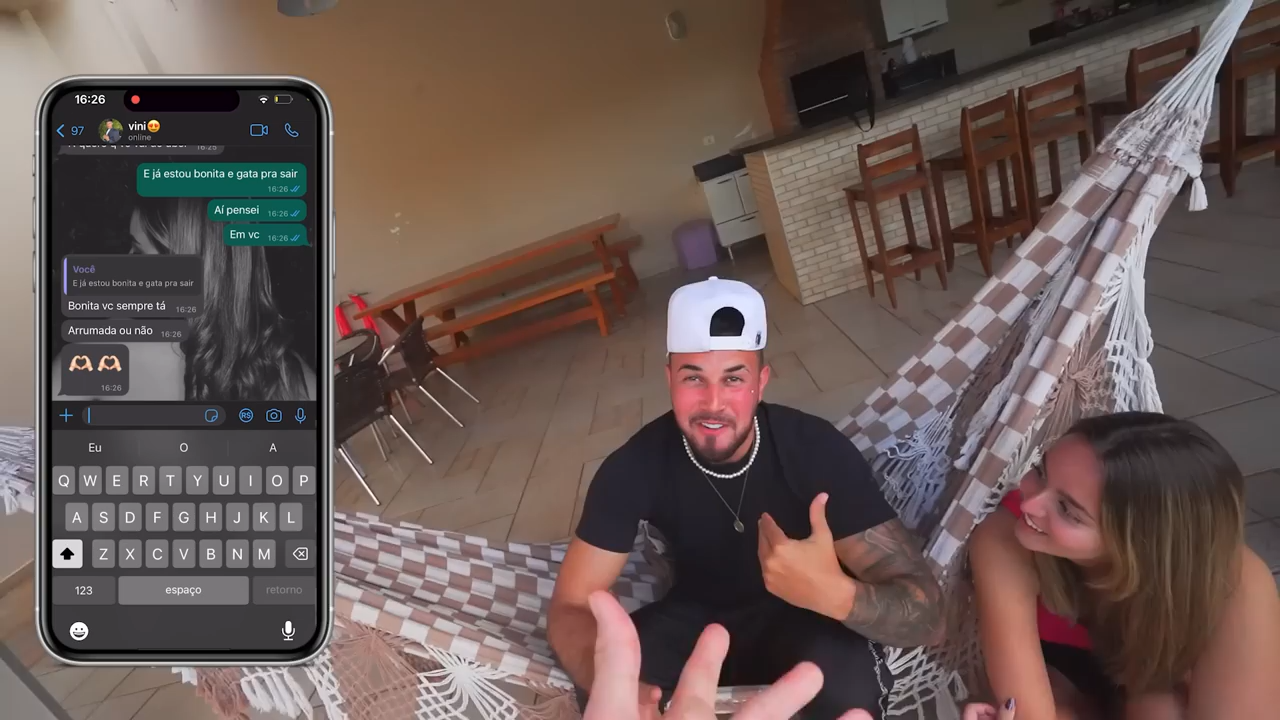 16:26
97
vini😍
online
16:25
E já estou bonita e gata pra sair
16:26
Aí pensei 16:26
Em vc 16:26
Você
E já estou bonita e gata pra sair
Bonita vc sempre tá 16:26
Arrumada ou não 16:26
🫶🏻 🫶🏻
16:26
R$
Eu O A
Q W E R T Y U I O P
A S D F G H J K L
Z X C V B N M
123 espaço retorno